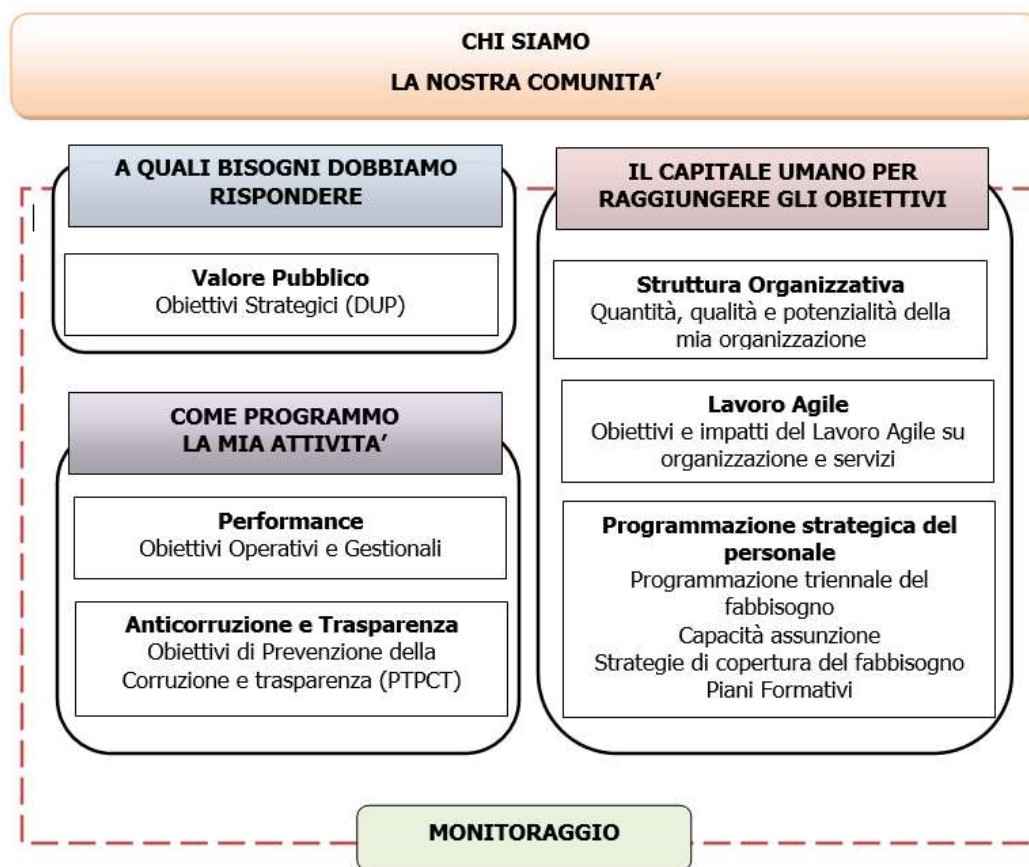 CHI SIAMO
LA NOSTRA COMUNITA’
A QUALI BISOGNI DOBBIAMO
RISPONDERE
Valore Pubblico
Obiettivi Strategici (DUP)
COME PROGRAMMO
LA MIA ATTIVITA’
Performance
Obiettivi Operativi e Gestionali
Anticorruzione e Trasparenza
Obiettivi di Prevenzione della
Corruzione e trasparenza (PTPCT)
IL CAPITALE UMANO PER
RAGGIUNGERE GLI OBIETTIVI
Struttura Organizzativa
Quantità, qualità e potenzialità della
mia organizzazione
Lavoro Agile
Obiettivi e impatti del Lavoro Agile su
organizzazione e servizi
Programmazione strategica del
personale
Programmazione triennale del
fabbisogno
Capacità assunzione
Strategie di copertura del fabbisogno
Piani Formativi
MONITORAGGIO